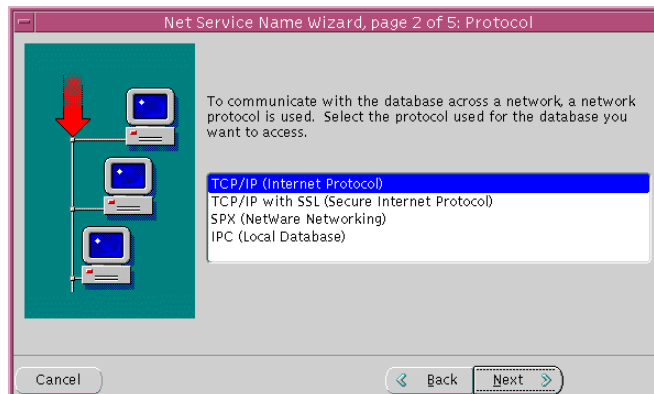 Net Service Name Wizard, page 2 of 5: Protocol
To communicate with the database across a network, a network
protocol is used. Select the protocol used for the database you
want to access.
TCP/IP (Internet Protocol)
TCP/IP with SSL (Secure Internet Protocol)
SPX (NetWare Networking)
IPC (Local Database)
Cancel
Back
Next